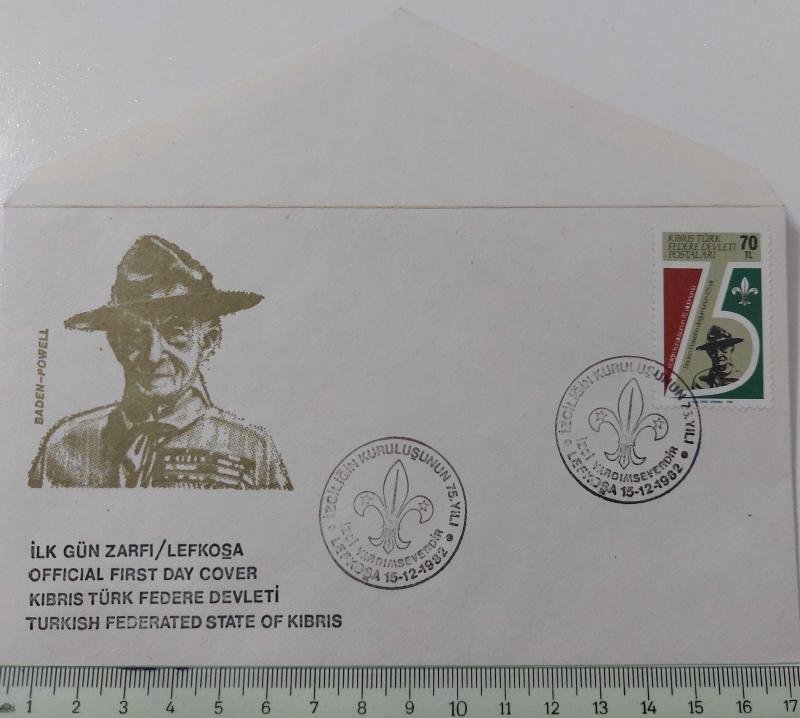 KIBRIS TÜRK
FEDERE DEVLETİ
POSTALARI
70
TL
75
BADEN-POWELL
İZCİLİĞİN KURULUŞUNUN 75.YILI
İZCİ YARDIMSEVERDİR
LEFKOŞA 15-12-1982
İZCİLİĞİN KURULUŞUNUN 75.YILI
İZCİ YARDIMSEVERDİR
LEFKOŞA 15-12-1982
İLK GÜN ZARFI/LEFKOŞA
OFFICIAL FIRST DAY COVER
KIBRIS TÜRK FEDERE DEVLETİ
TURKISH FEDERATED STATE OF KIBRIS
1 2 3 4 5 6 7 8 9 10 11 12 13 14 15 16 17